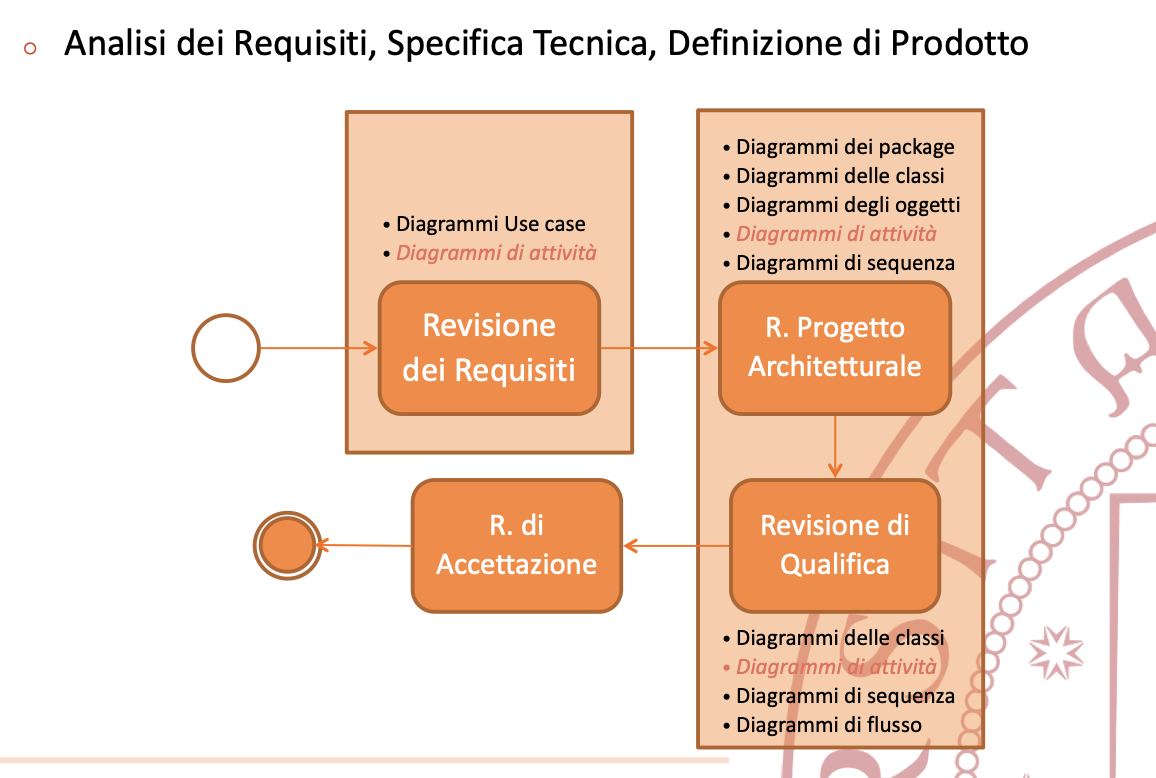 Analisi dei Requisiti, Specifica Tecnica, Definizione di Prodotto
• Diagrammi Use case
• Diagrammi di attività
Revisione
dei Requisiti
• Diagrammi dei package
• Diagrammi delle classi
• Diagrammi degli oggetti
• Diagrammi di attività
• Diagrammi di sequenza
R. Progetto
Architetturale
R. di
Accettazione
Revisione di
Qualifica
• Diagrammi delle classi
• Diagrammi di attività
• Diagrammi di sequenza
• Diagrammi di flusso